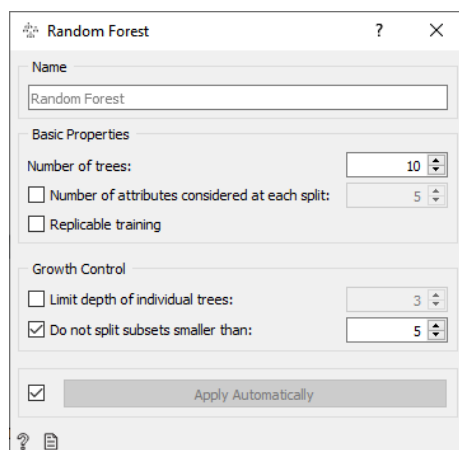 Random Forest ?
Name
Random Forest
Basic Properties
Number of trees: 10
Number of attributes considered at each split: 5
Replicable training
Growth Control
Limit depth of individual trees: 3
Do not split subsets smaller than: 5
Apply Automatically
?